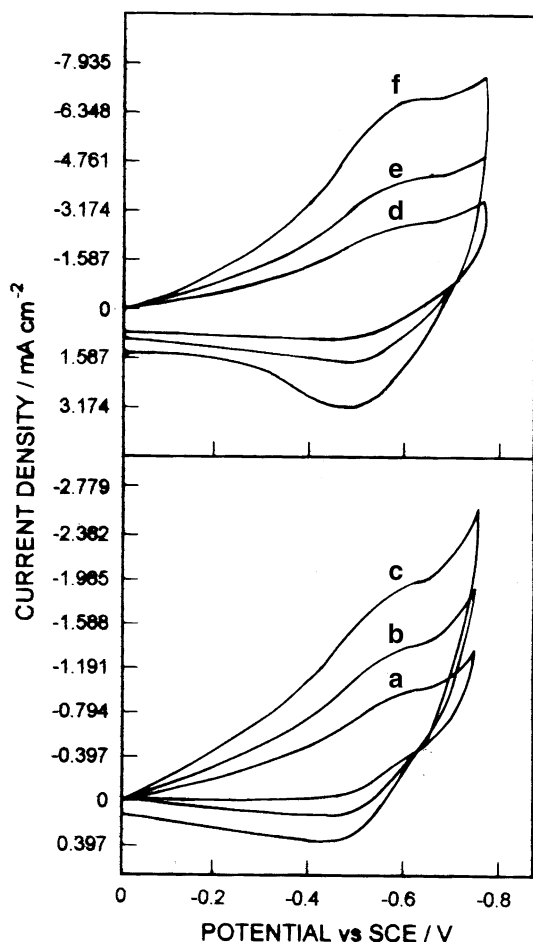 -7.935
-6.348
-4.761
-3.174
-1.587
0
1.587
3.174
f
e
d
CURRENT DENSITY / mA cm-2
-2.779
-2.382
-1.985
-1.588
-1.191
-0.794
-0.397
0
0.397
c
b
a
0 -0.2 -0.4 -0.6 -0.8
POTENTIAL vs SCE / V